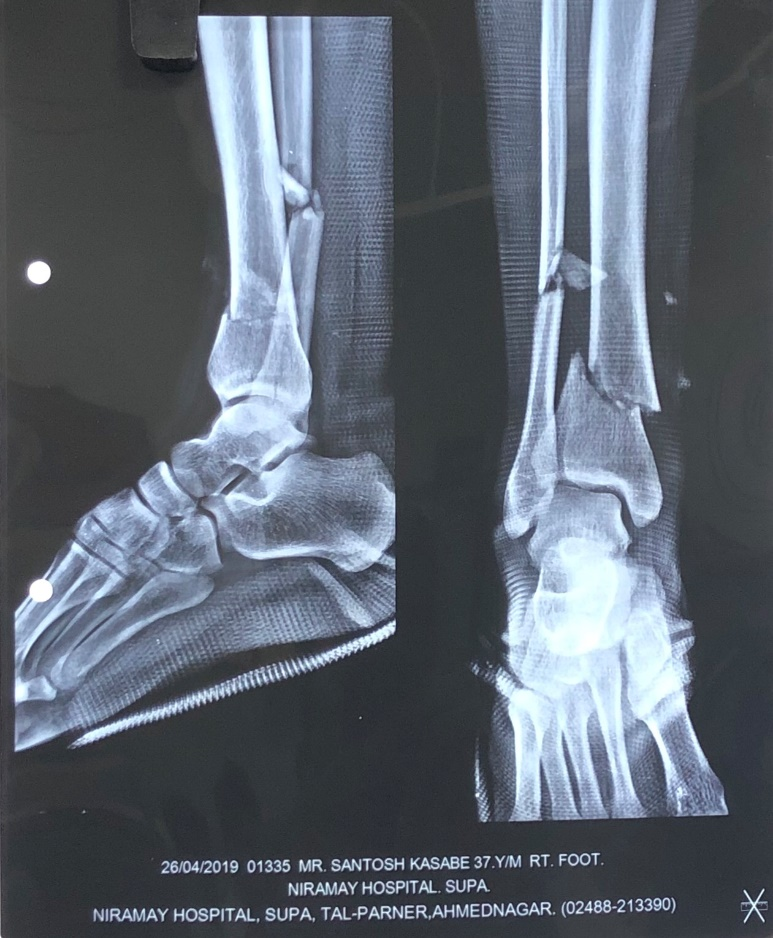 26/04/2019 01335 MR. SANTOSH KASABE 37.Y/M RT. FOOT.
NIRAMAY HOSPITAL. SUPA.
NIRAMAY HOSPITAL, SUPA, TAL-PARNER,AHMEDNAGAR. (02488-213390)